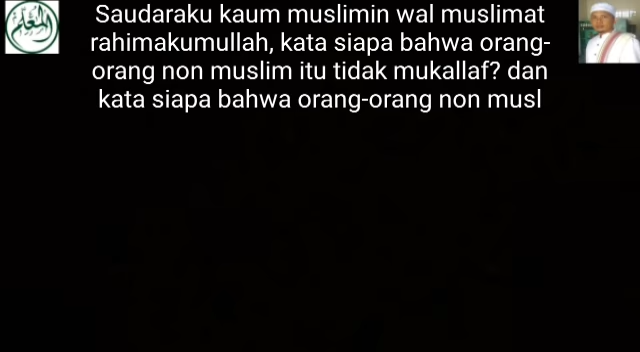 Saudaraku kaum muslimin wal muslimat
rahimakumullah, kata siapa bahwa orang-
orang non muslim itu tidak mukallaf? dan
kata siapa bahwa orang-orang non musl